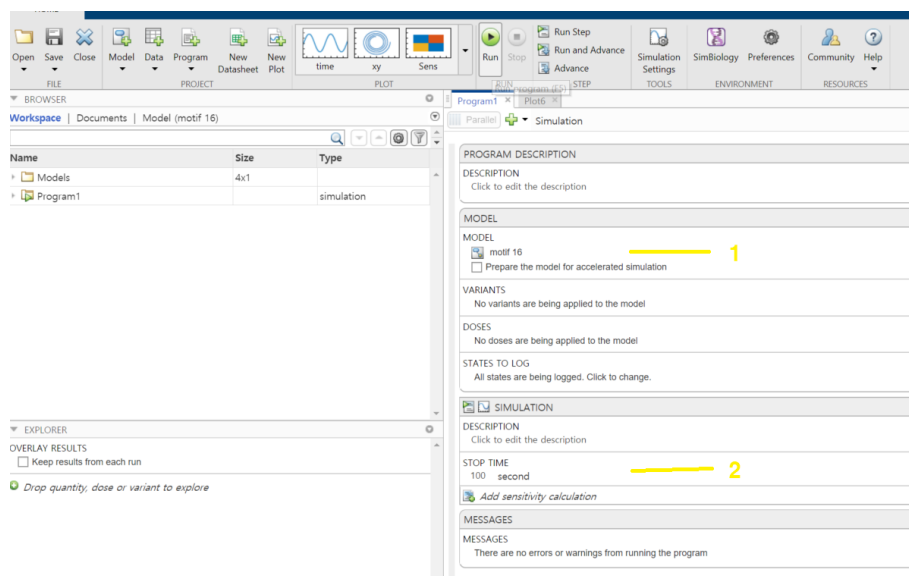 Home
Open Save Close Model Data Program New Datasheet New Plot time xy Sens Run Stop Run Step Run and Advance Advance Simulation Settings SimBiology Preferences Community Help
FILE PROJECT PLOT RUN STEP TOOLS ENVIRONMENT RESOURCES
BROWSER
Workspace | Documents | Model (motif 16)
Name Size Type
Models 4x1
Program1 simulation
EXPLORER
OVERLAY RESULTS
Keep results from each run
Drop quantity, dose or variant to explore
Run Program (F5)
Program1 × Plot6 ×
Parallel Simulation
PROGRAM DESCRIPTION
DESCRIPTION
Click to edit the description
MODEL
MODEL
motif 16 1
Prepare the model for accelerated simulation
VARIANTS
No variants are being applied to the model
DOSES
No doses are being applied to the model
STATES TO LOG
All states are being logged. Click to change.
SIMULATION
DESCRIPTION
Click to edit the description
STOP TIME
100 second 2
Add sensitivity calculation
MESSAGES
MESSAGES
There are no errors or warnings from running the program